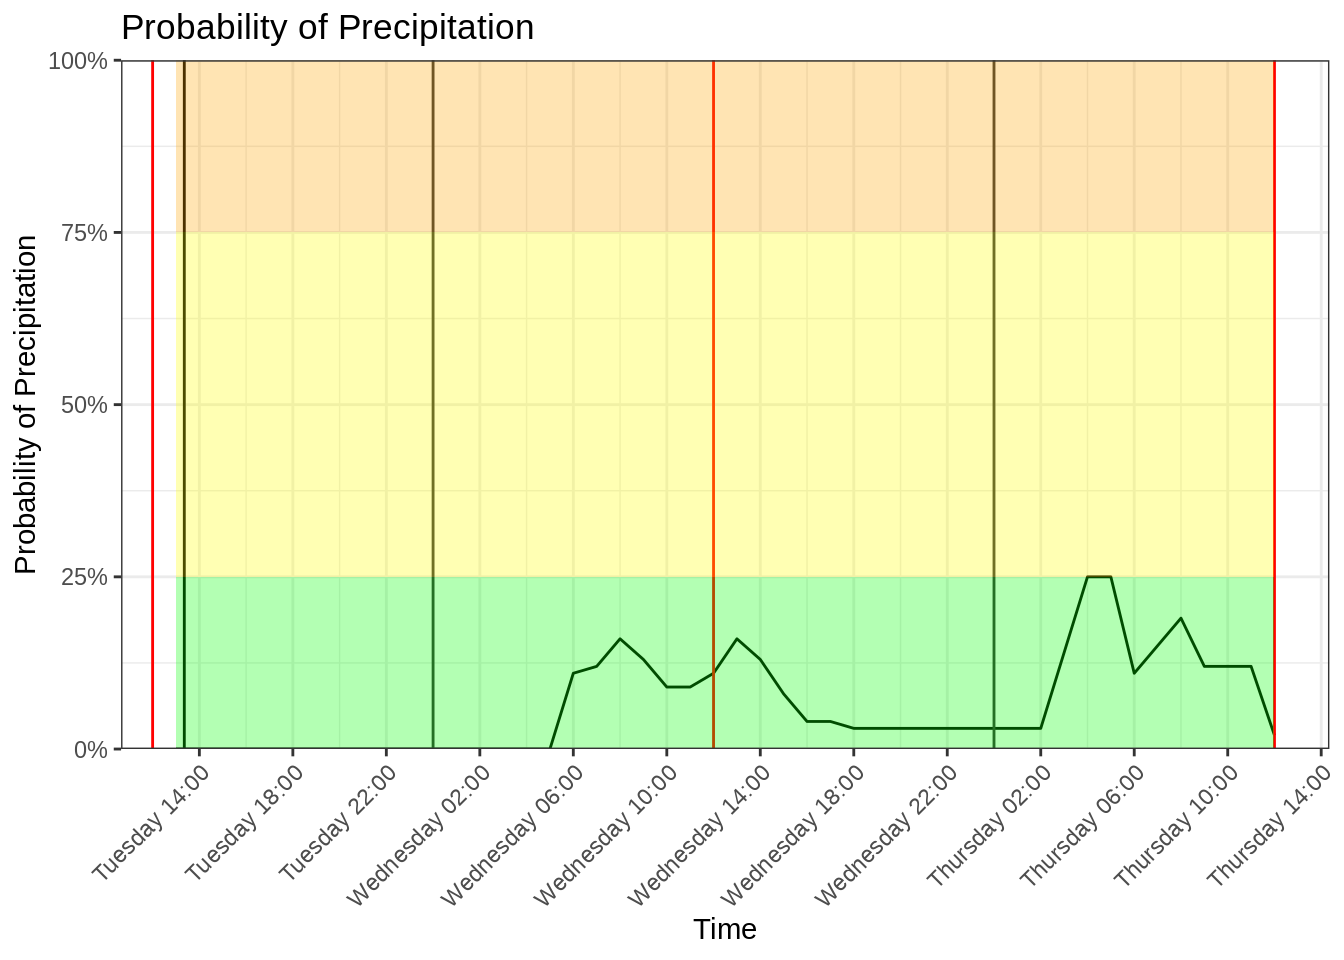 Probability of Precipitation
Probability of Precipitation
100%
75%
50%
25%
0%
Tuesday 14:00
Tuesday 18:00
Tuesday 22:00
Wednesday 02:00
Wednesday 06:00
Wednesday 10:00
Wednesday 14:00
Wednesday 18:00
Wednesday 22:00
Thursday 02:00
Thursday 06:00
Thursday 10:00
Thursday 14:00
Time